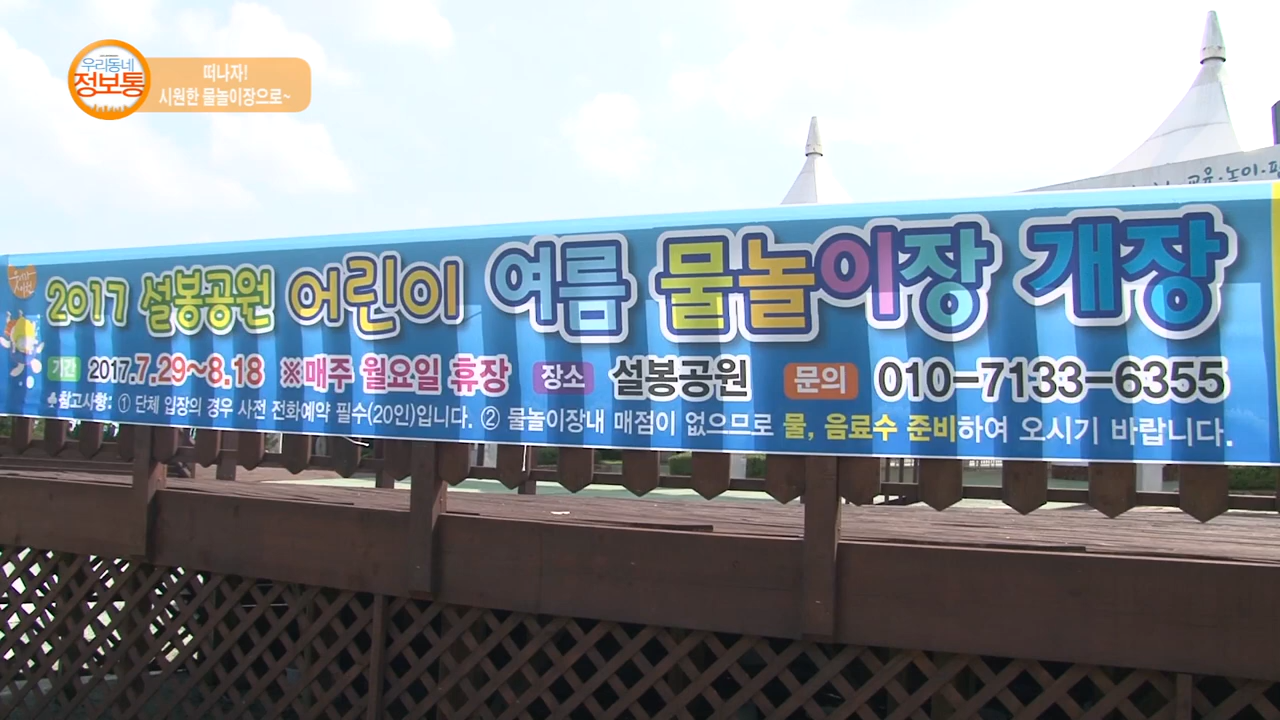 우리동네
정보통
떠나자!
시원한 물놀이장으로~
교육·놀이·
2017 설봉공원 어린이 여름 물놀이장 개장
기간 2017.7.29~8.18 ※매주 월요일 휴장 장소 설봉공원 문의 010-7133-6355
♣참고사항: ① 단체 입장의 경우 사전 전화예약 필수(20인)입니다. ② 물놀이장내 매점이 없으므로 물, 음료수 준비하여 오시기 바랍니다.